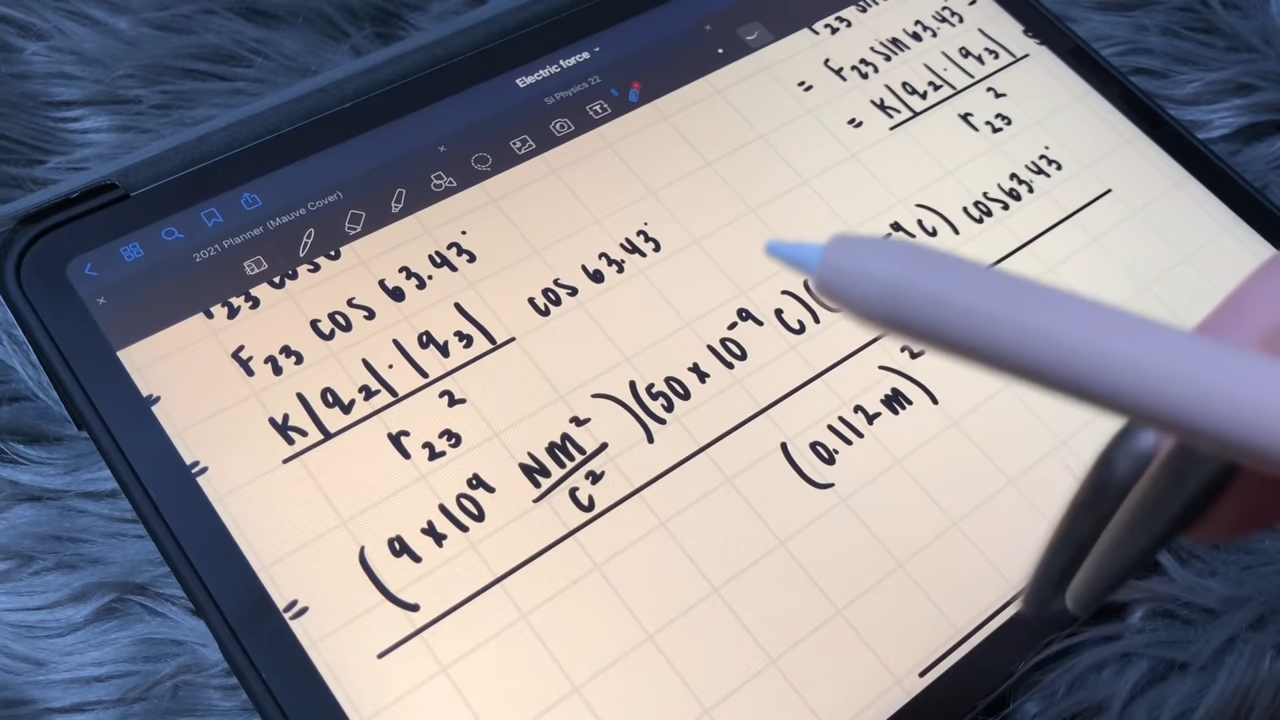 Electric force
SI Physics 22
2021 Planner (Mauve Cover)
F23 cos 63.43°
= K|q2|·|q3| cos 63.43°
r23²
= (9 x 10⁹ Nm²/C²)(50 x 10⁻⁹ C)( ⁻⁹ C) cos 63.43°
(0.112 m)²
= F23 sin 63.43°
= K|q2|·|q3|
r23²